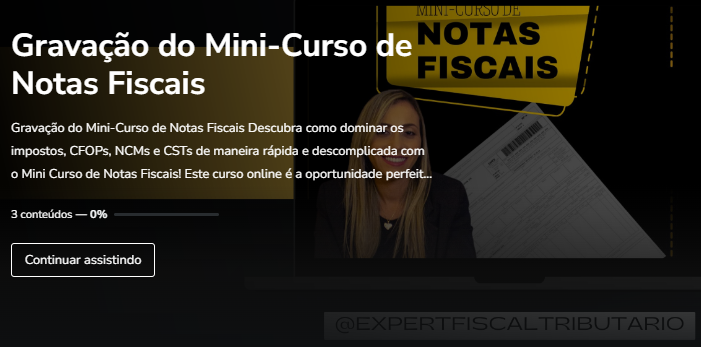 MINI-CURSO DE
NOTAS
FISCAIS
Gravação do Mini-Curso de
Notas Fiscais
Gravação do Mini-Curso de Notas Fiscais Descubra como dominar os
impostos, CFOPs, NCMs e CSTs de maneira rápida e descomplicada com
o Mini Curso de Notas Fiscais! Este curso online é a oportunidade perfeit...
3 conteúdos — 0%
Continuar assistindo
@EXPERTFISCALTRIBUTARIO